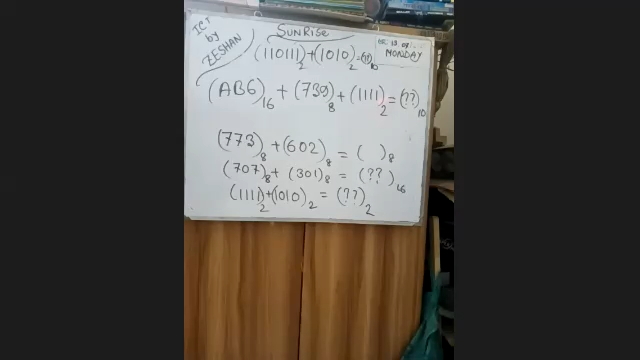 ICT by ZESHAN
SunRise
MONDAY
(110111)₂ + (1010)₂ = (??)₁₀
(AB6)₁₆ + (739)₈ + (1111)₂ = (??)₁₀
(773)₈ + (602)₈ = ( )₈
(707)₈ + (301)₈ = (??)₁₆
(1111)₂ + (1010)₂ = (??)₂